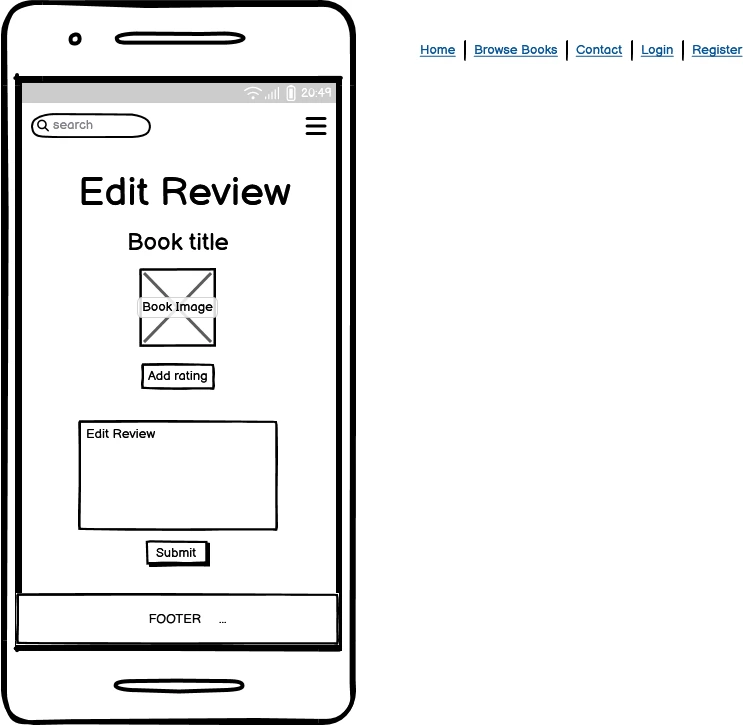 Home | Browse Books | Contact | Login | Register
20:49
search
Edit Review
Book title
Book Image
Add rating
Edit Review
Submit
FOOTER ...